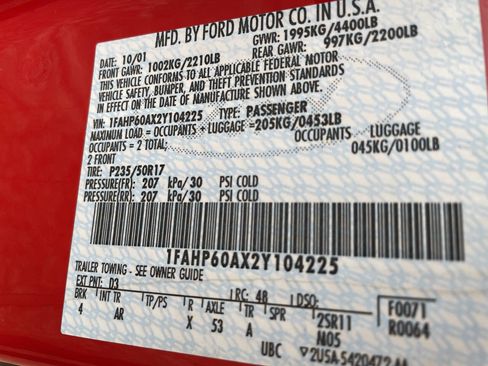 MFD. BY FORD MOTOR CO. IN U.S.A.
DATE: 10/01 GVWR: 1995KG/4400LB
FRONT GAWR: 1002KG/2210LB REAR GAWR: 997KG/2200LB
THIS VEHICLE CONFORMS TO ALL APPLICABLE FEDERAL MOTOR
VEHICLE SAFETY, BUMPER, AND THEFT PREVENTION STANDARDS
IN EFFECT ON THE DATE OF MANUFACTURE SHOWN ABOVE.
VIN: 1FAHP60AX2Y104225 TYPE: PASSENGER
MAXIMUM LOAD = OCCUPANTS + LUGGAGE =205KG/0453LB
OCCUPANTS = 2 TOTAL; OCCUPANTS LUGGAGE
2 FRONT 045KG/0100LB
TIRE: P235/50R17
PRESSURE(FR): 207 kPa/30 PSI COLD
PRESSURE(RR): 207 kPa/30 PSI COLD
1FAHP60AX2Y104225
TRAILER TOWING - SEE OWNER GUIDE
EXT PNT: D3 RC: 48 DSO: F0071
BRK INT TR TP/PS R AXLE TR SPR 2SR11 R0064
4 AR X 53 A N05
UBC 2U5A-5420472-AA